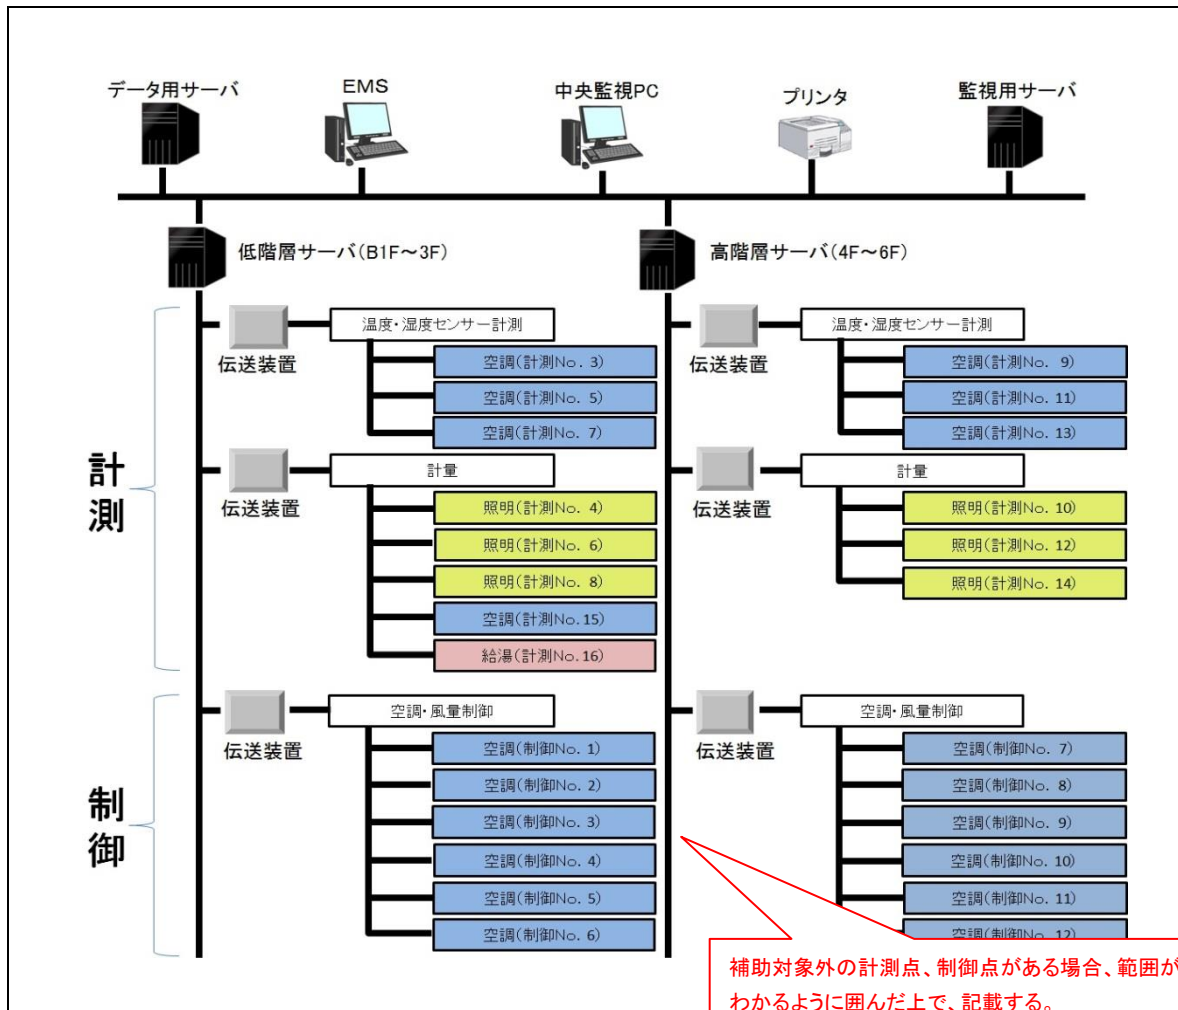 データ用サーバ
EMS
中央監視PC
プリンタ
監視用サーバ
低階層サーバ(B1F～3F)
高階層サーバ(4F～6F)
計測
伝送装置
温度・湿度センサー計測
空調(計測No. 3)
空調(計測No. 5)
空調(計測No. 7)
伝送装置
計量
照明(計測No. 4)
照明(計測No. 6)
照明(計測No. 8)
空調(計測No.15)
給湯(計測No.16)
制御
伝送装置
空調・風量制御
空調(制御No. 1)
空調(制御No. 2)
空調(制御No. 3)
空調(制御No. 4)
空調(制御No. 5)
空調(制御No. 6)
伝送装置
温度・湿度センサー計測
空調(計測No. 9)
空調(計測No. 11)
空調(計測No. 13)
伝送装置
計量
照明(計測No. 10)
照明(計測No. 12)
照明(計測No. 14)
伝送装置
空調・風量制御
空調(制御No. 7)
空調(制御No. 8)
空調(制御No. 9)
空調(制御No. 10)
空調(制御No. 11)
空調(制御No. 12)
補助対象外の計測点、制御点がある場合、範囲が
わかるように囲んだ上で、記載する。